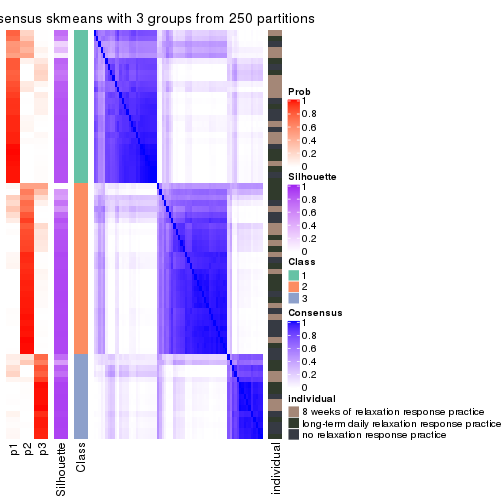 sensus skmeans with 3 groups from 250 partitions
Prob
1
0.8
0.6
0.4
0.2
0
Silhouette
1
0.8
0.6
0.4
0.2
0
Class
1
2
3
Consensus
1
0.8
0.6
0.4
0.2
0
individual
8 weeks of relaxation response practice
long-term daily relaxation response practice
no relaxation response practice
p1
p2
p3
Silhouette
Class
individual